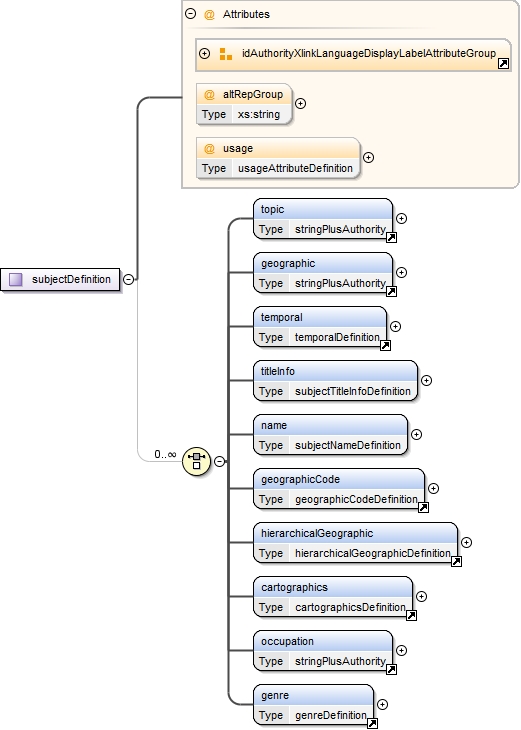 @ Attributes
idAuthorityXlinkLanguageDisplayLabelAttributeGroup
@ altRepGroup
Type xs:string
@ usage
Type usageAttributeDefinition
subjectDefinition
0..∞
topic
Type stringPlusAuthority
geographic
Type stringPlusAuthority
temporal
Type temporalDefinition
titleInfo
Type subjectTitleInfoDefinition
name
Type subjectNameDefinition
geographicCode
Type geographicCodeDefinition
hierarchicalGeographic
Type hierarchicalGeographicDefinition
cartographics
Type cartographicsDefinition
occupation
Type stringPlusAuthority
genre
Type genreDefinition